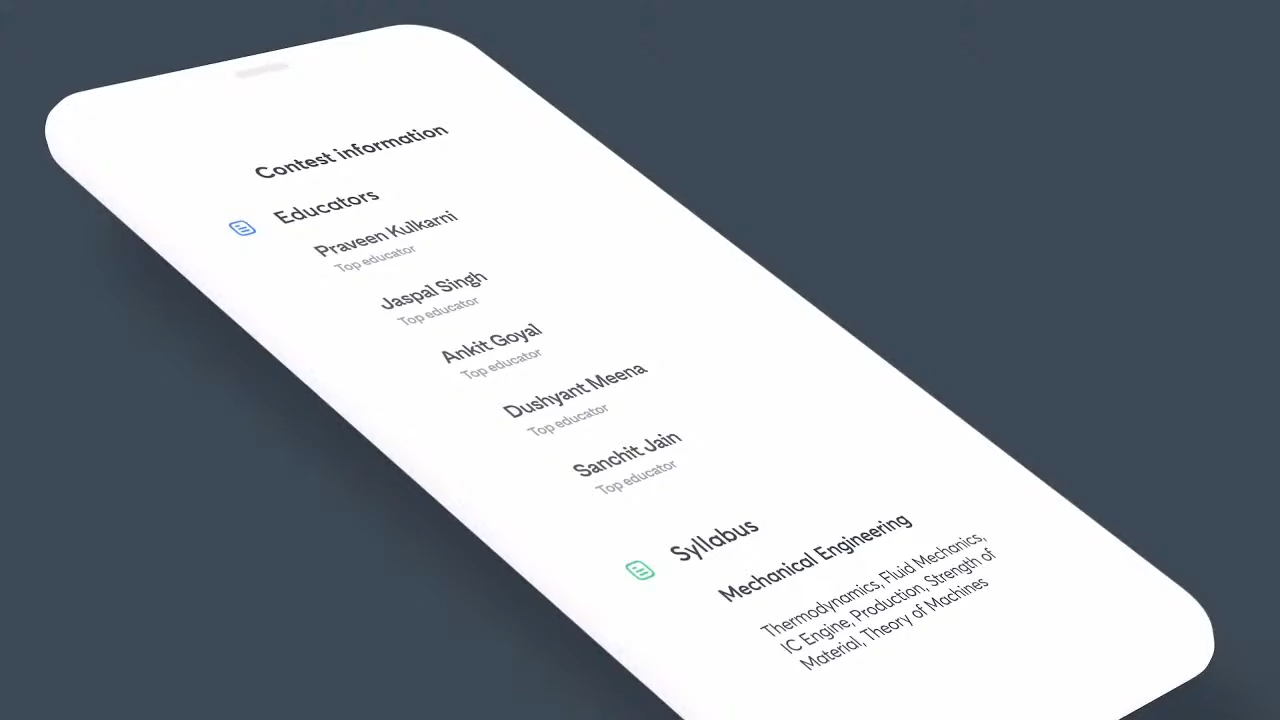 Contest information
Educators
Praveen Kulkarni
Top educator
Jaspal Singh
Top educator
Ankit Goyal
Top educator
Dushyant Meena
Top educator
Sanchit Jain
Top educator
Syllabus
Mechanical Engineering
Thermodynamics, Fluid Mechanics,
IC Engine, Production, Strength of
Material, Theory of Machines